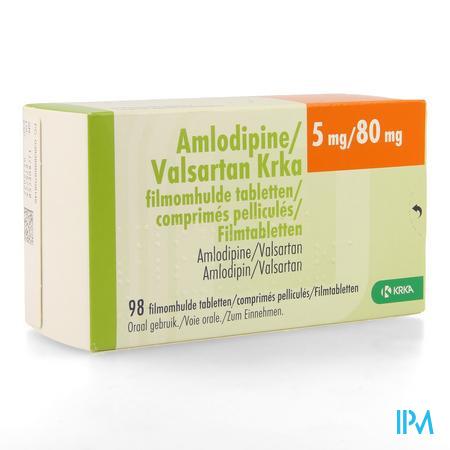 Amlodipine/
Valsartan Krka
filmomhulde tabletten/
comprimés pelliculés/
Filmtabletten
Amlodipine/Valsartan
Amlodipin/Valsartan
5 mg/80 mg
98 filmomhulde tabletten/comprimés pelliculés/Filmtabletten
Oraal gebruik./Voie orale./Zum Einnehmen.
KRKA
IPM